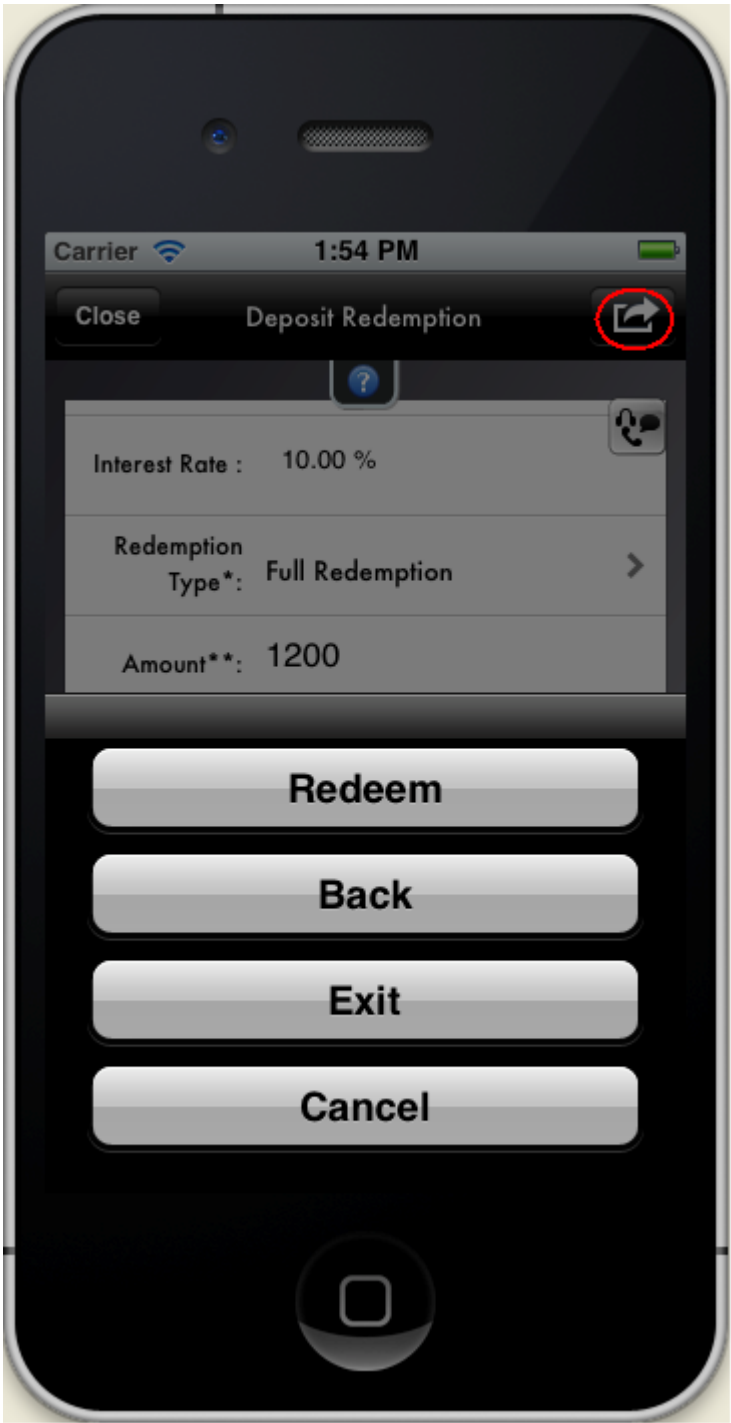 Carrier 1:54 PM
Close Deposit Redemption
?
Interest Rate : 10.00 %
Redemption
Type*: Full Redemption
Amount**: 1200
Redeem
Back
Exit
Cancel